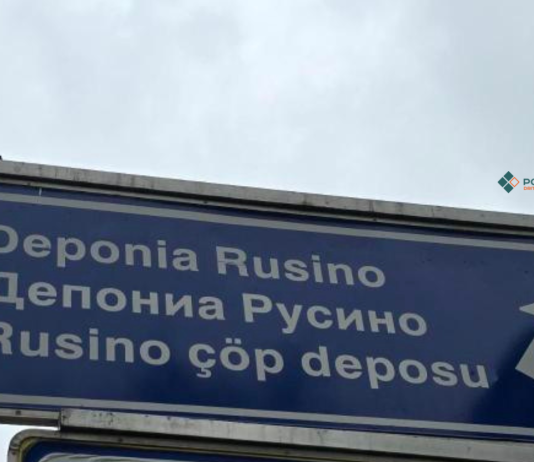 Deponia Rusino
Депониа Русино
Rusino çöp deposu